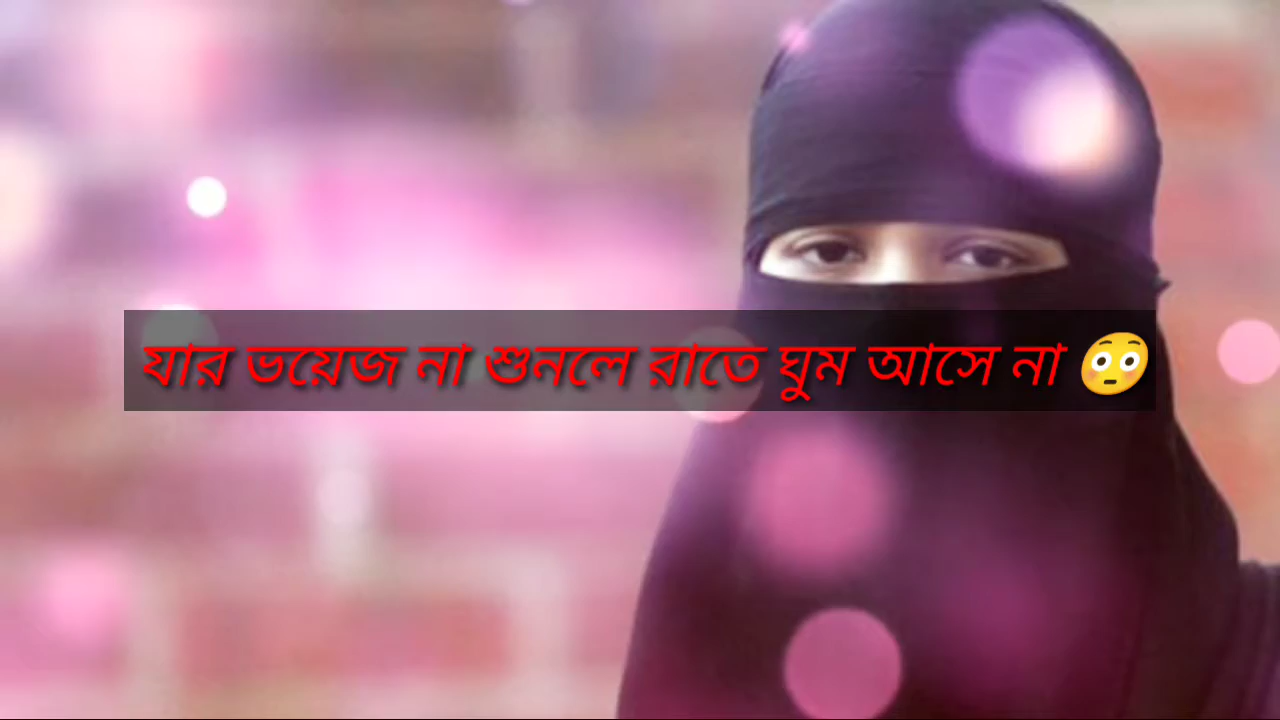 যার ভয়েজ না শুনলে রাতে ঘুম আসে না 😳